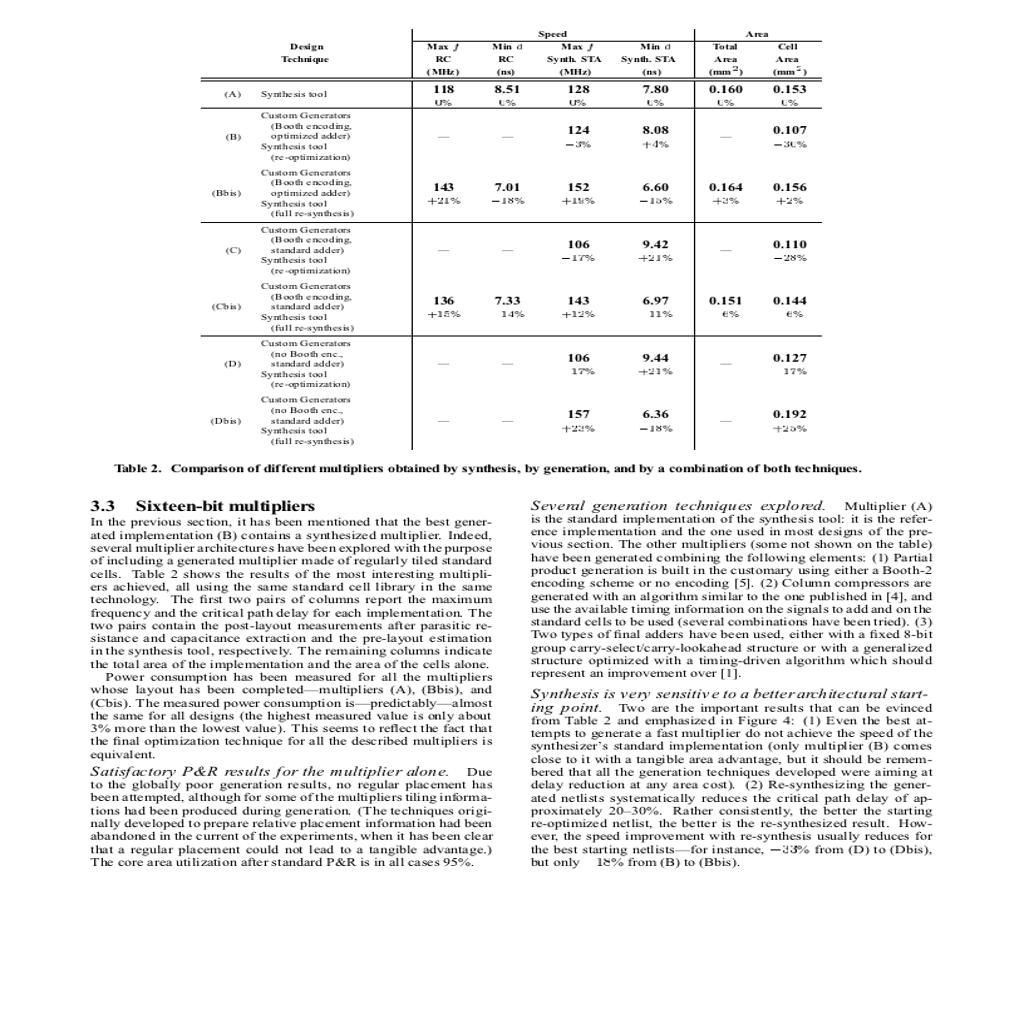 Speed Area
Design Max f Min d Max f Min d Total Cell
Technique RC RC Synth. STA Synth. STA Area Area
(MHz) (ns) (MHz) (ns) (mm²) (mm²)
(A) Synthesis tool 118 8.51 128 7.80 0.160 0.153
0% 0% 0% 0% 0% 0%
Custom Generators
(Booth encoding,
(B) optimized adder) — — 124 8.08 — 0.107
Synthesis tool −3% +4% −30%
(re-optimization)
Custom Generators
(Booth encoding,
(Bbis) optimized adder) 143 7.01 152 6.60 0.164 0.156
Synthesis tool +21% −18% +18% −15% +3% +2%
(full re-synthesis)
Custom Generators
(Booth encoding,
(C) standard adder) — — 106 9.42 — 0.110
Synthesis tool −17% +21% −28%
(re-optimization)
Custom Generators
(Booth encoding,
(Cbis) standard adder) 136 7.33 143 6.97 0.151 0.144
Synthesis tool +15% 14% +12% 11% 6% 6%
(full re-synthesis)
Custom Generators
(no Booth enc.,
(D) standard adder) — — 106 9.44 — 0.127
Synthesis tool 17% +21% 17%
(re-optimization)
Custom Generators
(no Booth enc.,
(Dbis) standard adder) — — 157 6.36 — 0.192
Synthesis tool +23% −18% +25%
(full re-synthesis)
Table 2. Comparison of different multipliers obtained by synthesis, by generation, and by a combination of both techniques.
3.3 Sixteen-bit multipliers
In the previous section, it has been mentioned that the best gener-
ated implementation (B) contains a synthesized multiplier. Indeed,
several multiplier architectures have been explored with the purpose
of including a generated multiplier made of regularly tiled standard
cells. Table 2 shows the results of the most interesting multipli-
ers achieved, all using the same standard cell library in the same
technology. The first two pairs of columns report the maximum
frequency and the critical path delay for each implementation. The
two pairs contain the post-layout measurements after parasitic re-
sistance and capacitance extraction and the pre-layout estimation
in the synthesis tool, respectively. The remaining columns indicate
the total area of the implementation and the area of the cells alone.
Power consumption has been measured for all the multipliers
whose layout has been completed—multipliers (A), (Bbis), and
(Cbis). The measured power consumption is—predictably—almost
the same for all designs (the highest measured value is only about
3% more than the lowest value). This seems to reflect the fact that
the final optimization technique for all the described multipliers is
equivalent.
Satisfactory P&R results for the multiplier alone. Due
to the globally poor generation results, no regular placement has
been attempted, although for some of the multipliers tiling informa-
tions had been produced during generation. (The techniques origi-
nally developed to prepare relative placement information had been
abandoned in the current of the experiments, when it has been clear
that a regular placement could not lead to a tangible advantage.)
The core area utilization after standard P&R is in all cases 95%.
Several generation techniques explored. Multiplier (A)
is the standard implementation of the synthesis tool: it is the refer-
ence implementation and the one used in most designs of the pre-
vious section. The other multipliers (some not shown on the table)
have been generated combining the following elements: (1) Partial
product generation is built in the customary using either a Booth-2
encoding scheme or no encoding [5]. (2) Column compressors are
generated with an algorithm similar to the one published in [4], and
use the available timing information on the signals to add and on the
standard cells to be used (several combinations have been tried). (3)
Two types of final adders have been used, either with a fixed 8-bit
group carry-select/carry-lookahead structure or with a generalized
structure optimized with a timing-driven algorithm which should
represent an improvement over [1].
Synthesis is very sensitive to a better architectural start-
ing point. Two are the important results that can be evinced
from Table 2 and emphasized in Figure 4: (1) Even the best at-
tempts to generate a fast multiplier do not achieve the speed of the
synthesizer's standard implementation (only multiplier (B) comes
close to it with a tangible area advantage, but it should be remem-
bered that all the generation techniques developed were aiming at
delay reduction at any area cost). (2) Re-synthesizing the gener-
ated netlists systematically reduces the critical path delay of ap-
proximately 20–30%. Rather consistently, the better the starting
re-optimized netlist, the better is the re-synthesized result. How-
ever, the speed improvement with re-synthesis usually reduces for
the best starting netlists—for instance, −33% from (D) to (Dbis),
but only 18% from (B) to (Bbis).